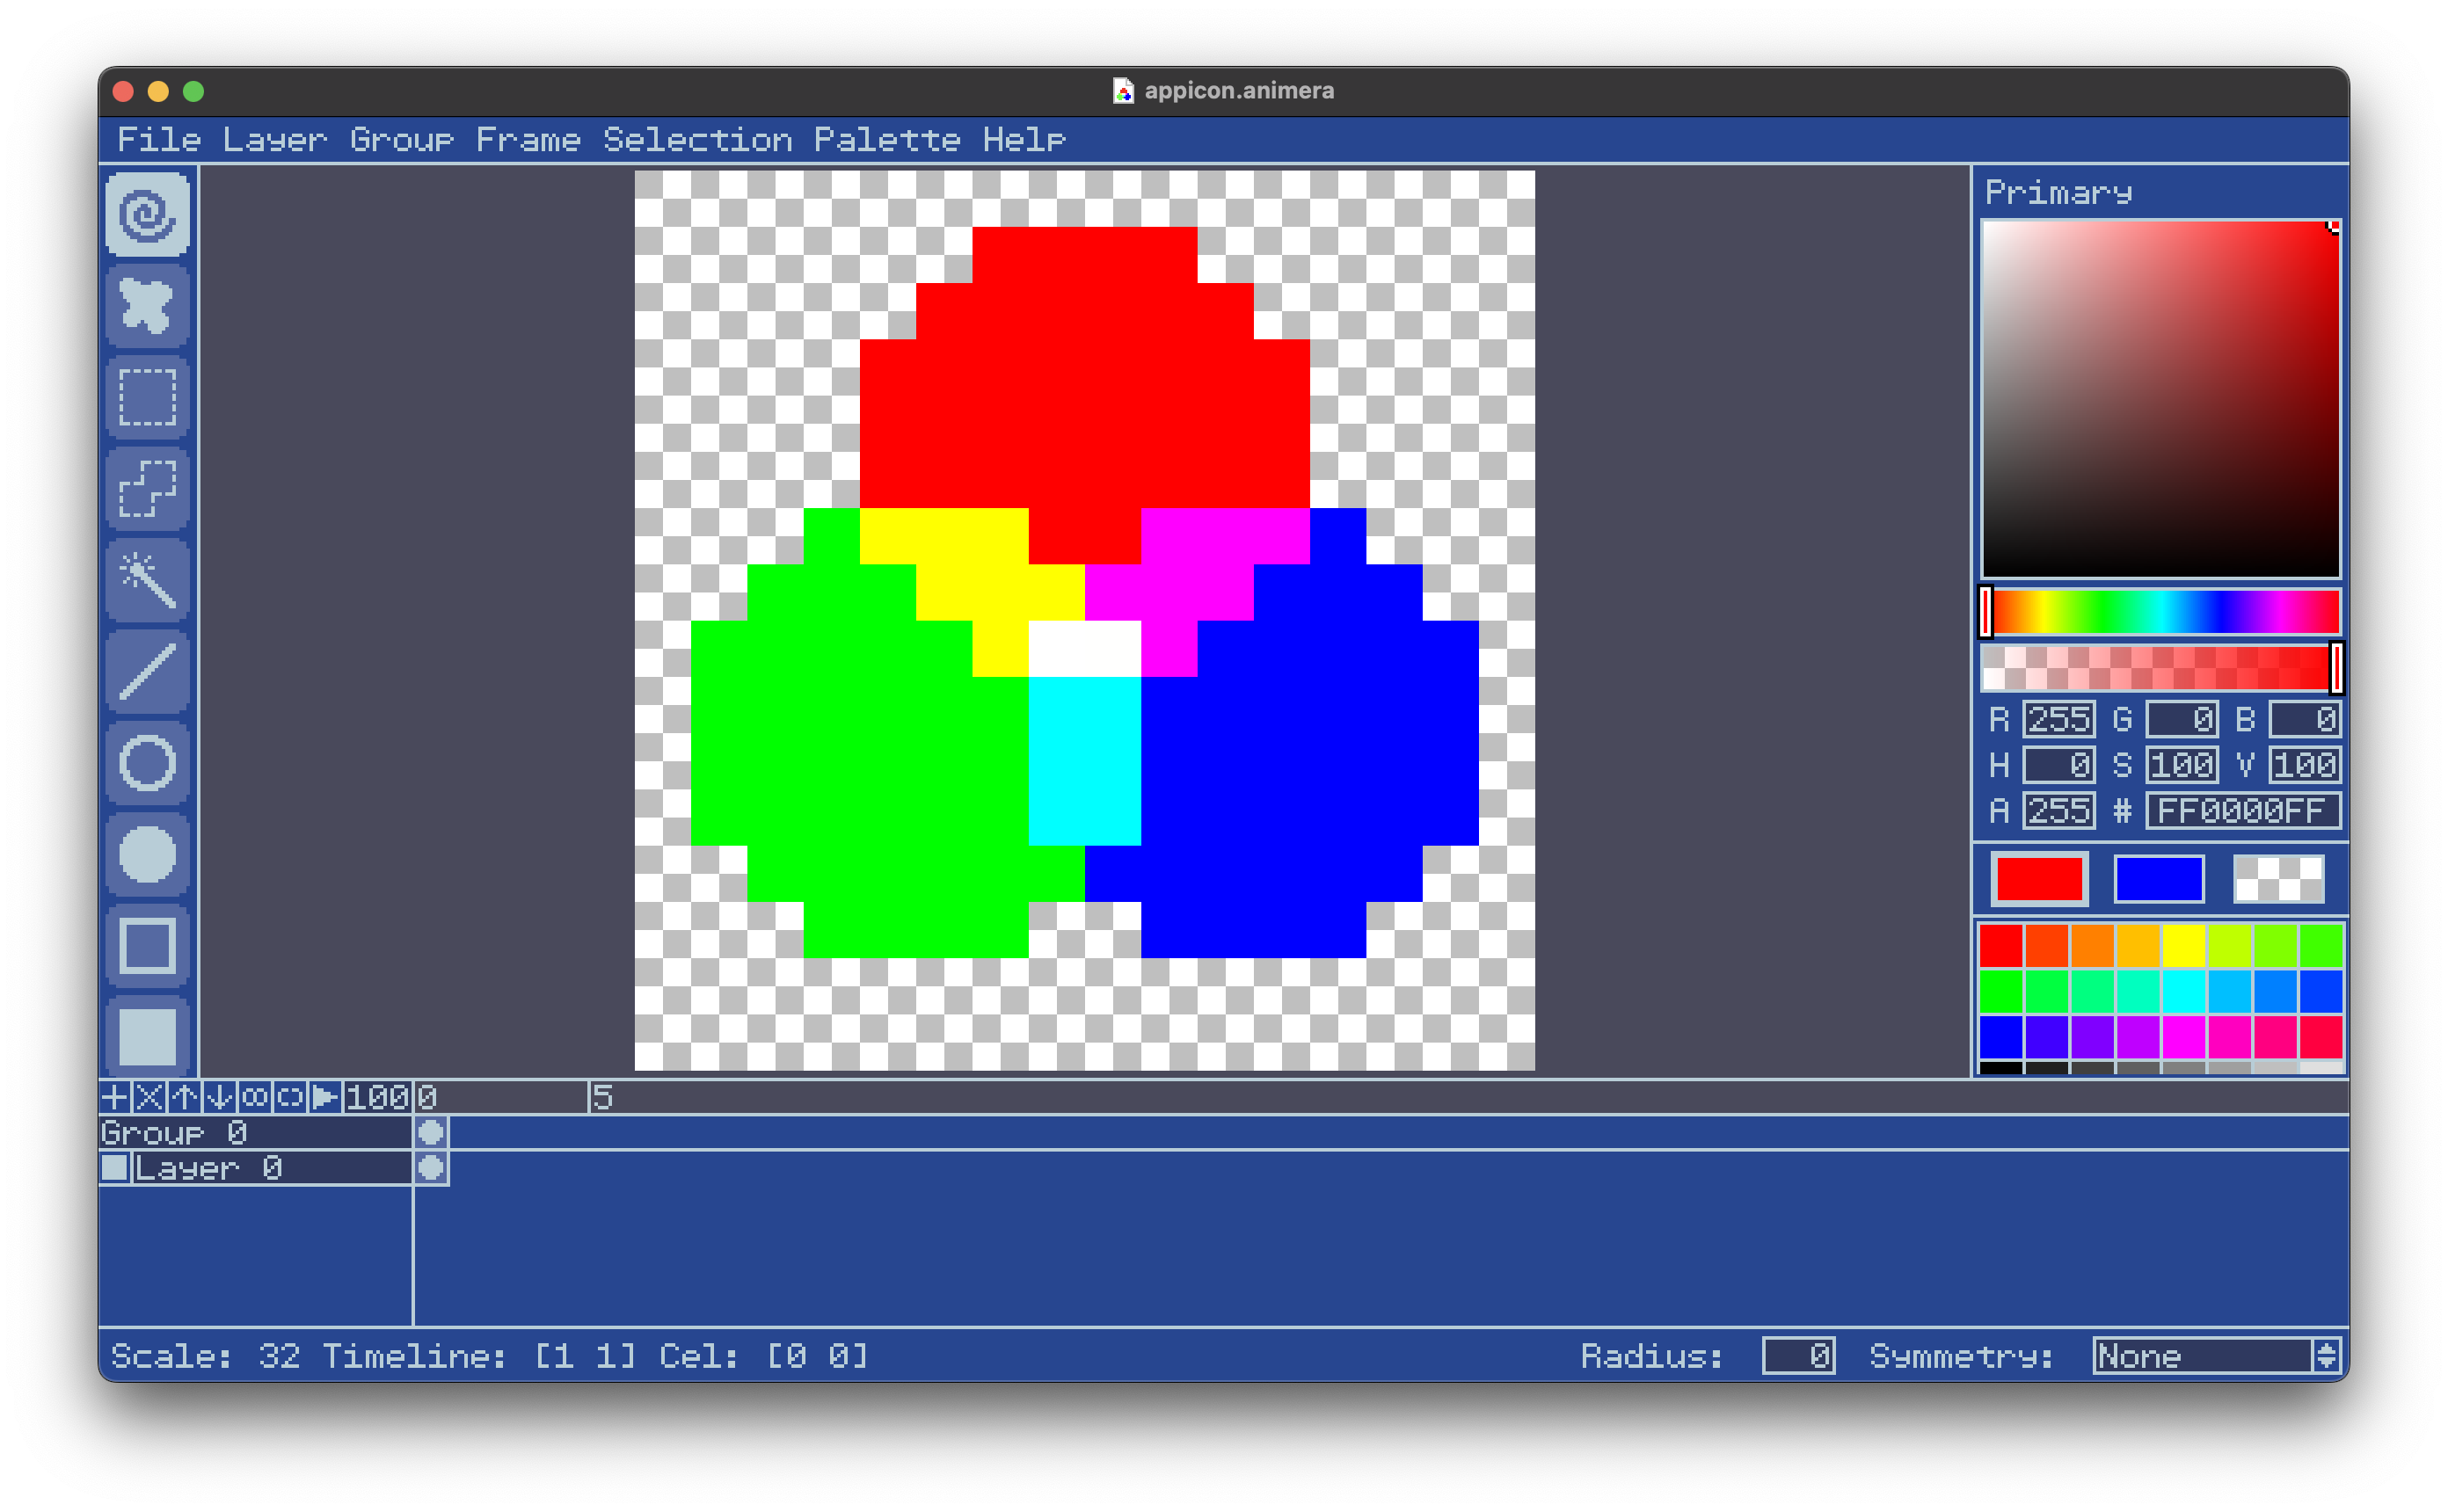 appicon.animera
File Layer Group Frame Selection Palette Help
Primary
R 255 G 0 B 0
H 0 S 100 V 100
A 255 # FF0000FF
100 0 5
Group 0
Layer 0
Scale: 32 Timeline: [1 1] Cel: [0 0] Radius: 0 Symmetry: None